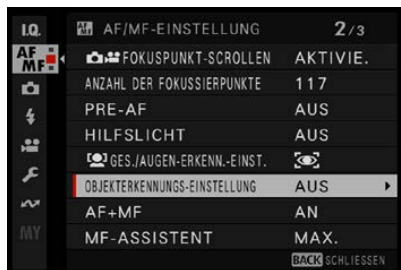 I.Q.
AF/MF-EINSTELLUNG 2/3
AF MF
FOKUSPUNKT-SCROLLEN AKTIVIE.
ANZAHL DER FOKUSSIERPUNKTE 117
PRE-AF AUS
HILFSLICHT AUS
GES./AUGEN-ERKENN.-EINST.
OBJEKTERKENNUNGS-EINSTELLUNG AUS
AF+MF AN
MY
MF-ASSISTENT MAX.
BACK SCHLIESSEN